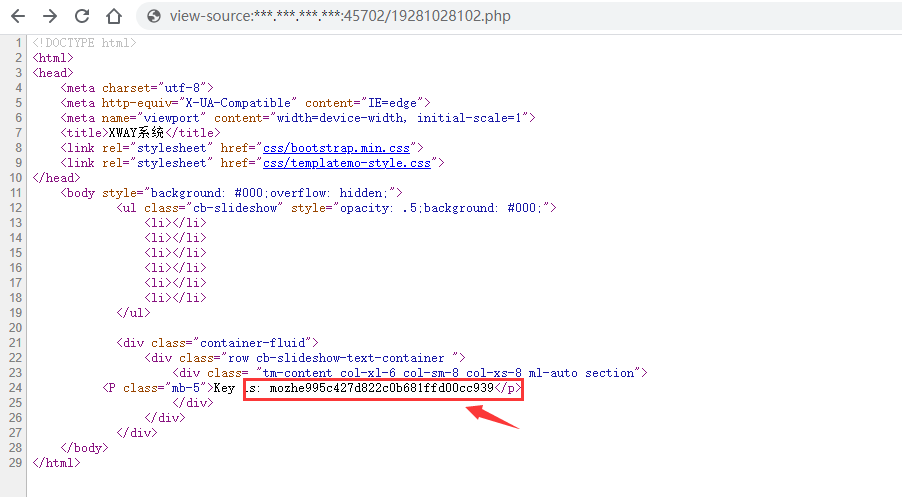 view-source:***.***.***.***:45702/19281028102.php
1 <!DOCTYPE html>
2 <html>
3 <head>
4 <meta charset="utf-8">
5 <meta http-equiv="X-UA-Compatible" content="IE=edge">
6 <meta name="viewport" content="width=device-width, initial-scale=1">
7 <title>XWAY系统</title>
8 <link rel="stylesheet" href="css/bootstrap.min.css">
9 <link rel="stylesheet" href="css/templatemo-style.css">
10 </head>
11 <body style="background: #000;overflow: hidden;">
12 <ul class="cb-slideshow" style="opacity: .5;background: #000;">
13 <li></li>
14 <li></li>
15 <li></li>
16 <li></li>
17 <li></li>
18 <li></li>
19 </ul>
20
21 <div class="container-fluid">
22 <div class="row cb-slideshow-text-container ">
23 <div class= "tm-content col-xl-6 col-sm-8 col-xs-8 ml-auto section">
24 <P class="mb-5">Key is: mozhe995c427d822c0b681ffd00cc939</p>
25 </div>
26 </div>
27 </div>
28 </body>
29 </html>